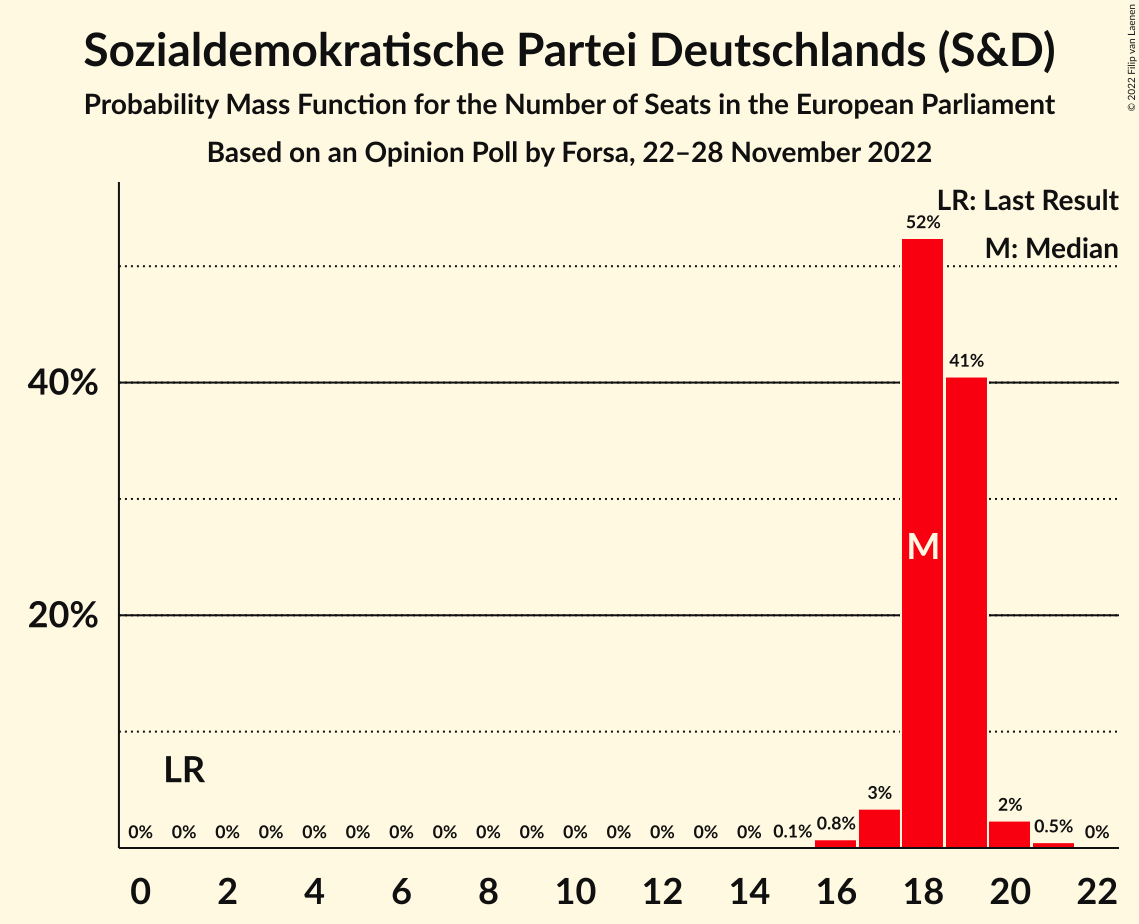 Sozialdemokratische Partei Deutschlands (S&D)
Probability Mass Function for the Number of Seats in the European Parliament
Based on an Opinion Poll by Forsa, 22–28 November 2022
© 2022 Filip van Laenen
LR: Last Result
M: Median
52%
41%
40%
M
20%
LR
0% 0% 0% 0% 0% 0% 0% 0% 0% 0% 0% 0% 0% 0% 0% 0.1% 0.8% 3% 2% 0.5% 0%
0 2 4 6 8 10 12 14 16 18 20 22